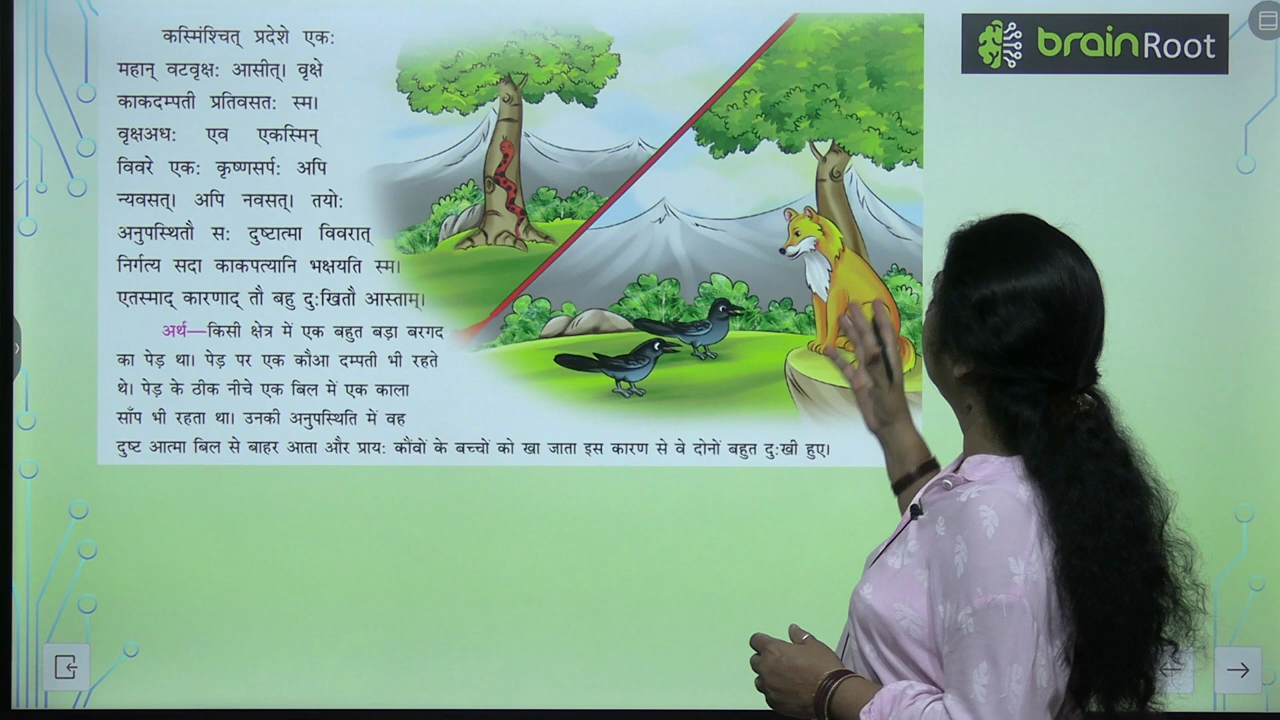 कस्मिंश्चित् प्रदेशे एक:
महान् वटवृक्ष: आसीत्। वृक्षे
काकदम्पती प्रतिवसत: स्म।
वृक्षअध: एव एकस्मिन्
विवरे एक: कृष्णसर्प: अपि
न्यवसत्। अपि नवसत्। तयो:
अनुपस्थितौ स: दुष्टात्मा विवरात्
निर्गत्य सदा काकपत्यानि भक्षयति स्म।
एतस्माद् कारणाद् तौ बहु दु:खितौ आस्ताम्।
अर्थ—किसी क्षेत्र में एक बहुत बड़ा बरगद
का पेड़ था। पेड़ पर एक कौआ दम्पती भी रहते
थे। पेड़ के ठीक नीचे एक बिल में एक काला
साँप भी रहता था। उनकी अनुपस्थिति में वह
दुष्ट आत्मा बिल से बाहर आता और प्राय: कौंवों के बच्चों को खा जाता इस कारण से वे दोनों बहुत दु:खी हुए।
brainRoot